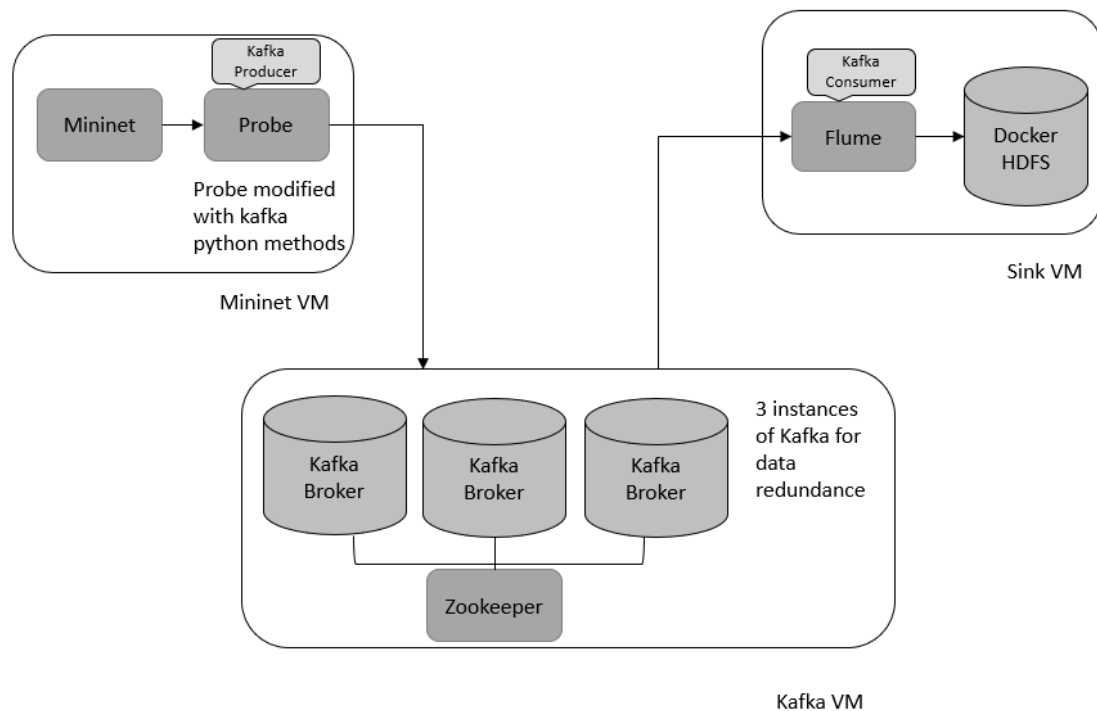 Kafka
Producer
Mininet
Probe
Probe modified
with kafka
python methods
Mininet VM
Kafka
Consumer
Flume
Docker
HDFS
Sink VM
Kafka
Broker
Kafka
Broker
Kafka
Broker
3 instances
of Kafka for
data
redundance
Zookeeper
Kafka VM